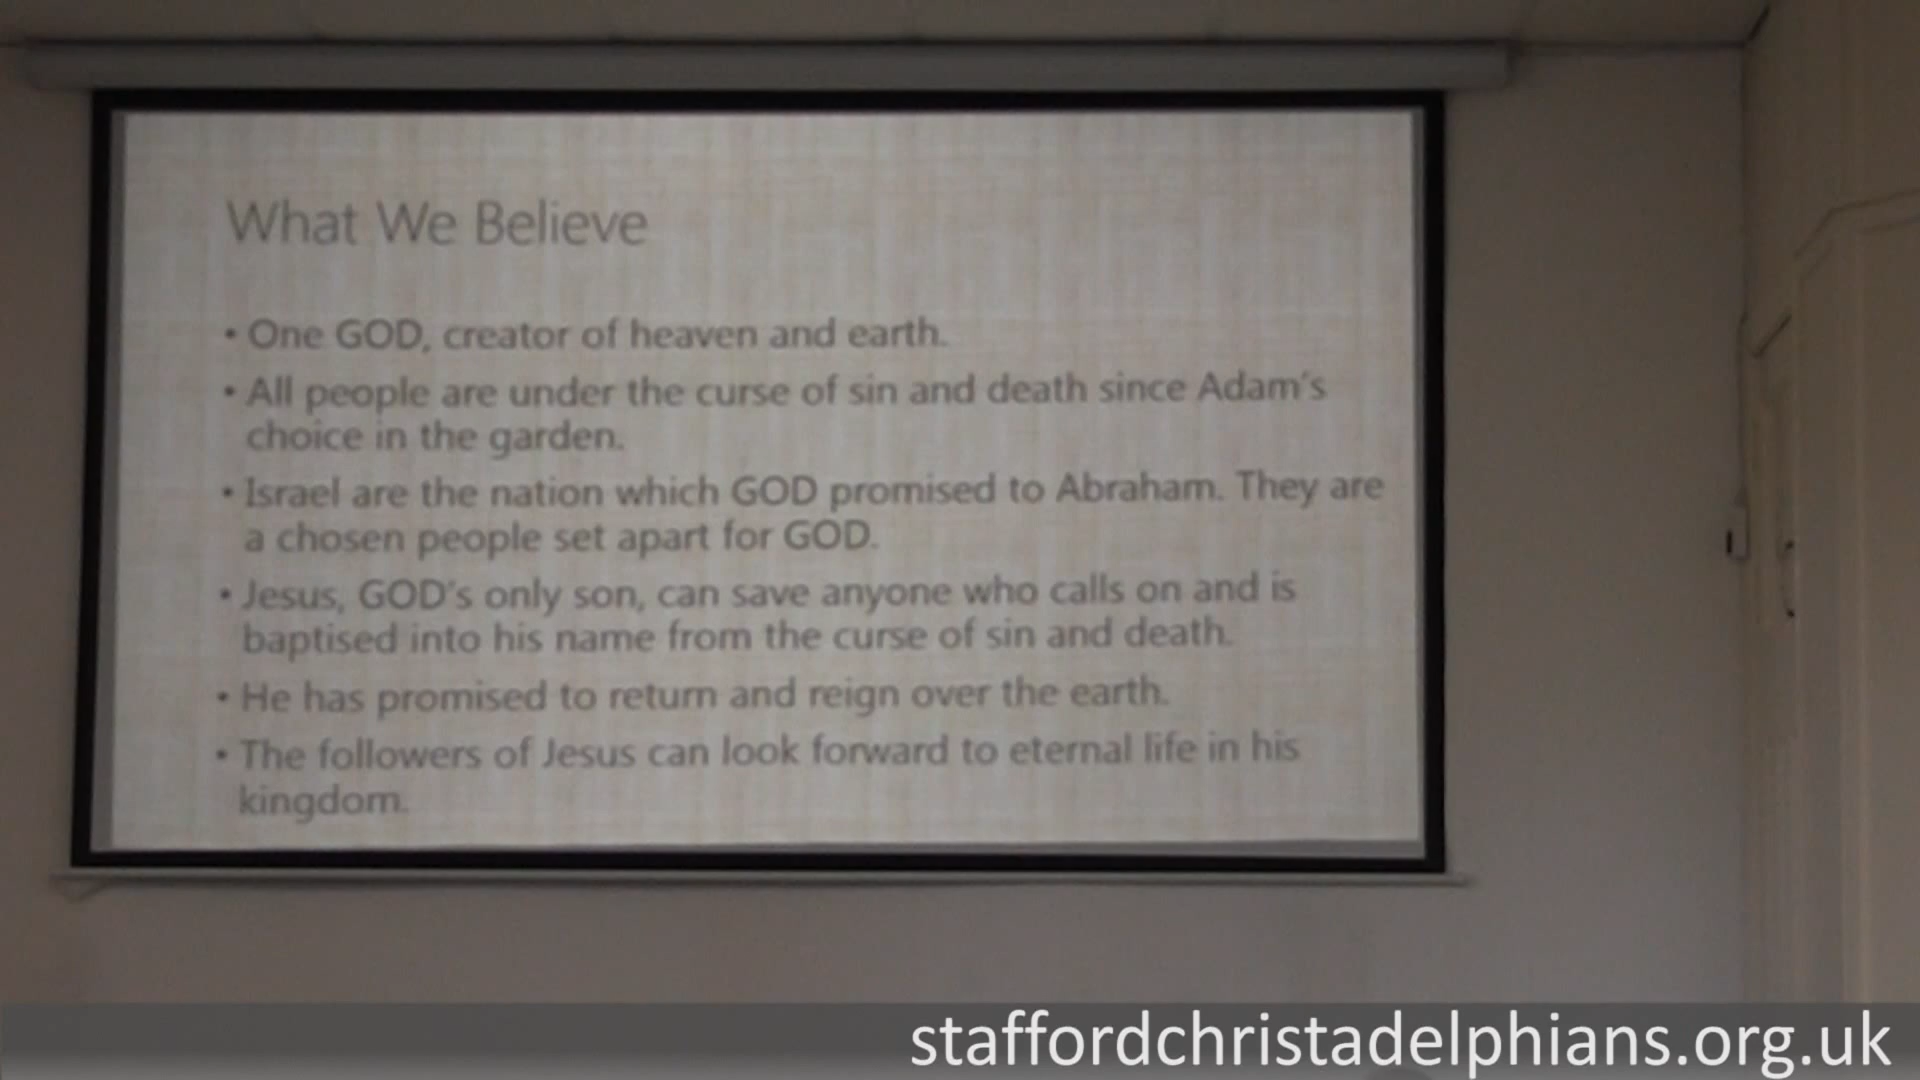 What We Believe
• One GOD, creator of heaven and earth.
• All people are under the curse of sin and death since Adam's
choice in the garden.
• Israel are the nation which GOD promised to Abraham. They are
a chosen people set apart for GOD.
• Jesus, GOD's only son, can save anyone who calls on and is
baptised into his name from the curse of sin and death.
• He has promised to return and reign over the earth.
• The followers of Jesus can look forward to eternal life in his
kingdom.
staffordchristadelphians.org.uk